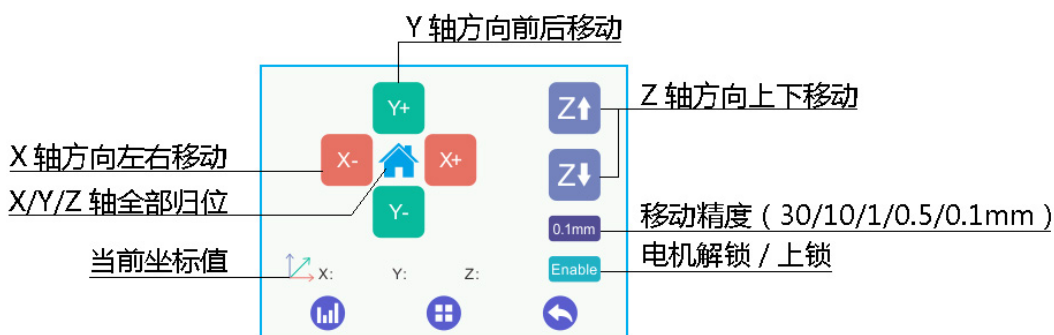 Y 轴方向前后移动
Y+
Z
Z 轴方向上下移动
X 轴方向左右移动
X-
X+
Z
X/Y/Z 轴全部归位
Y-
0.1mm
移动精度（30/10/1/0.5/0.1mm）
当前坐标值
X:
Y:
Z:
Enable
电机解锁 / 上锁